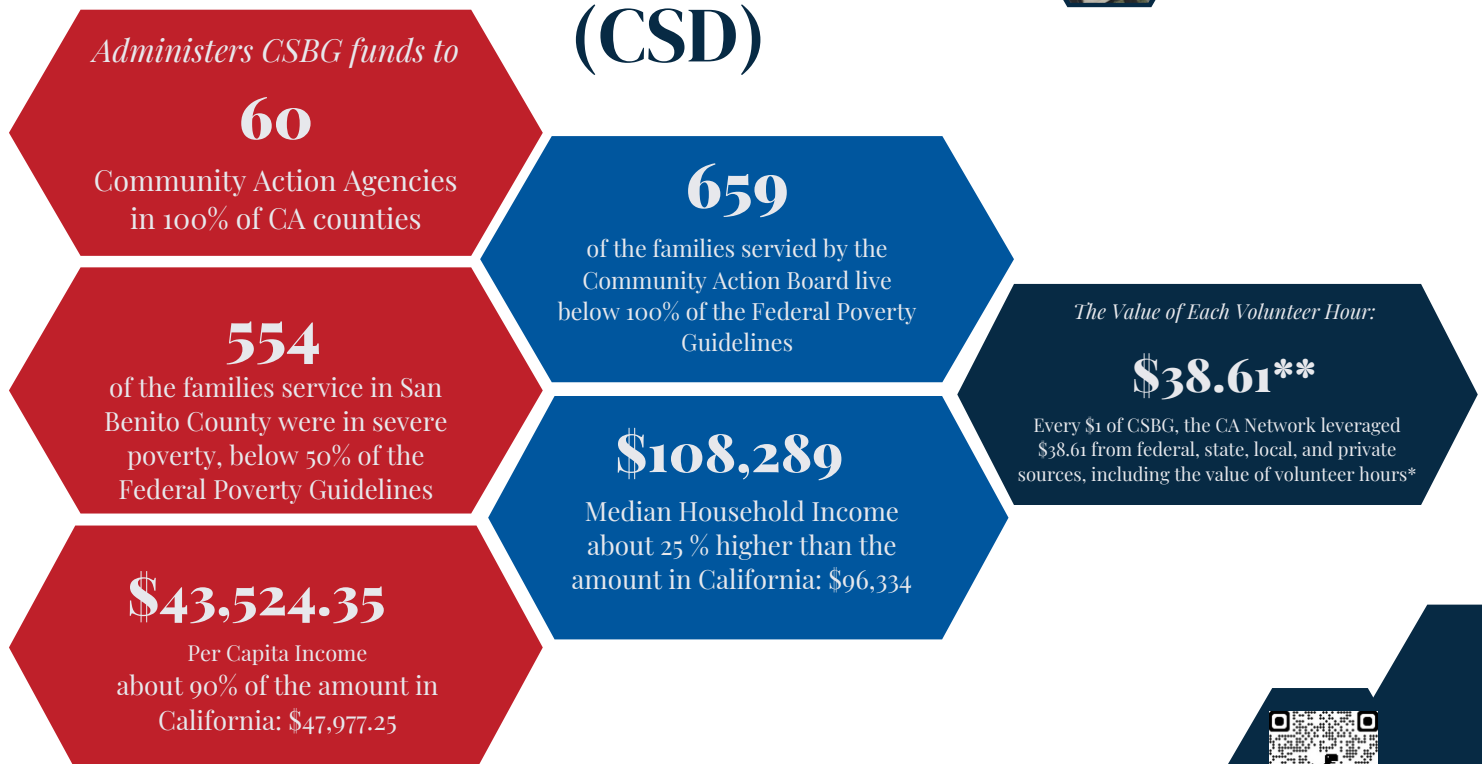 (CSD)
Administers CSBG funds to
60
Community Action Agencies
in 100% of CA counties
659
of the families servied by the
Community Action Board live
below 100% of the Federal Poverty
Guidelines
554
of the families service in San
Benito County were in severe
poverty, below 50% of the
Federal Poverty Guidelines
The Value of Each Volunteer Hour:
$38.61**
Every $1 of CSBG, the CA Network leveraged
$38.61 from federal, state, local, and private
sources, including the value of volunteer hours*
$108,289
Median Household Income
about 25 % higher than the
amount in California: $96,334
$43,524.35
Per Capita Income
about 90% of the amount in
California: $47,977.25